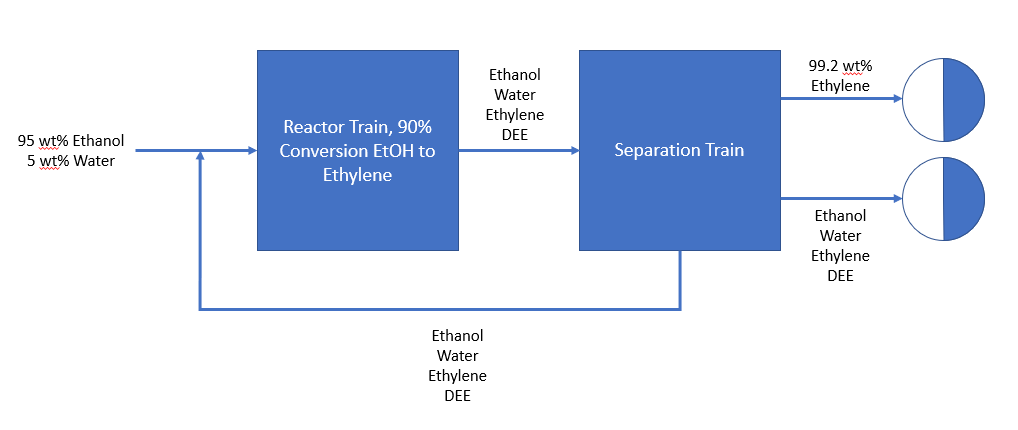 95 wt% Ethanol
5 wt% Water
Reactor Train, 90%
Conversion EtOH to
Ethylene
Ethanol
Water
Ethylene
DEE
Separation Train
99.2 wt%
Ethylene
Ethanol
Water
Ethylene
DEE
Ethanol
Water
Ethylene
DEE